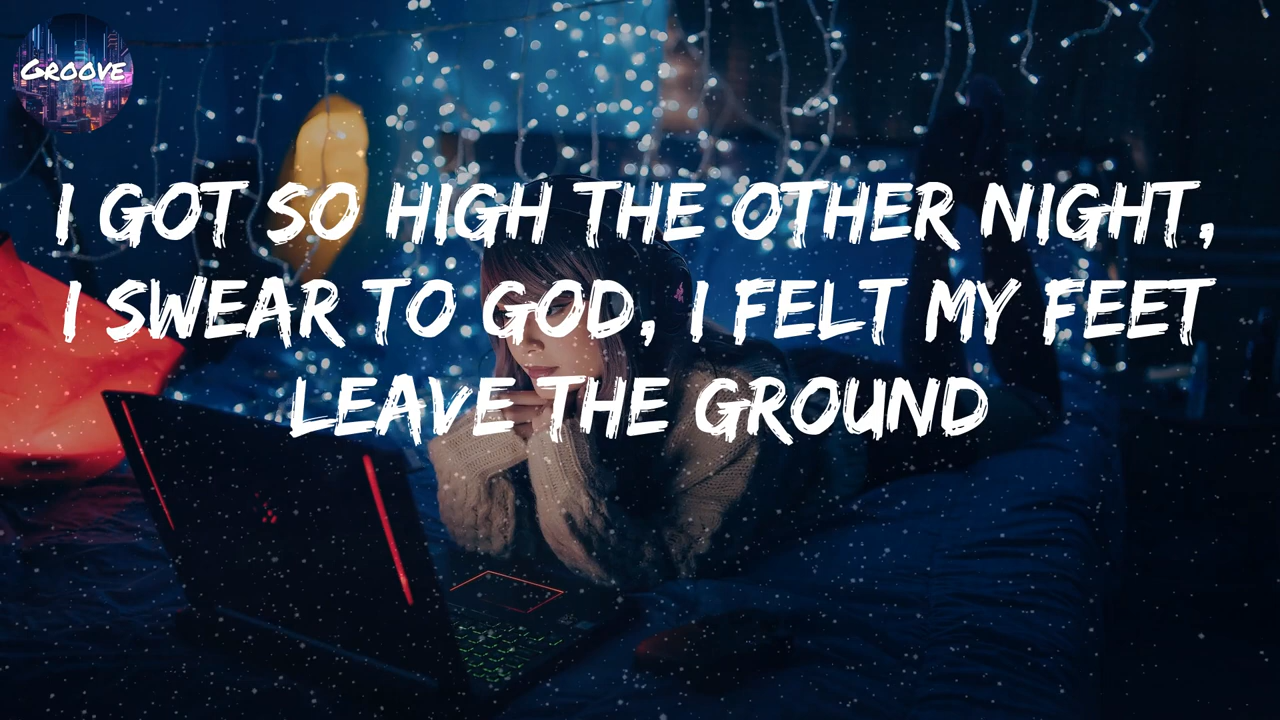 GROOVE
I GOT SO HIGH THE OTHER NIGHT,
I SWEAR TO GOD, I FELT MY FEET
LEAVE THE GROUND